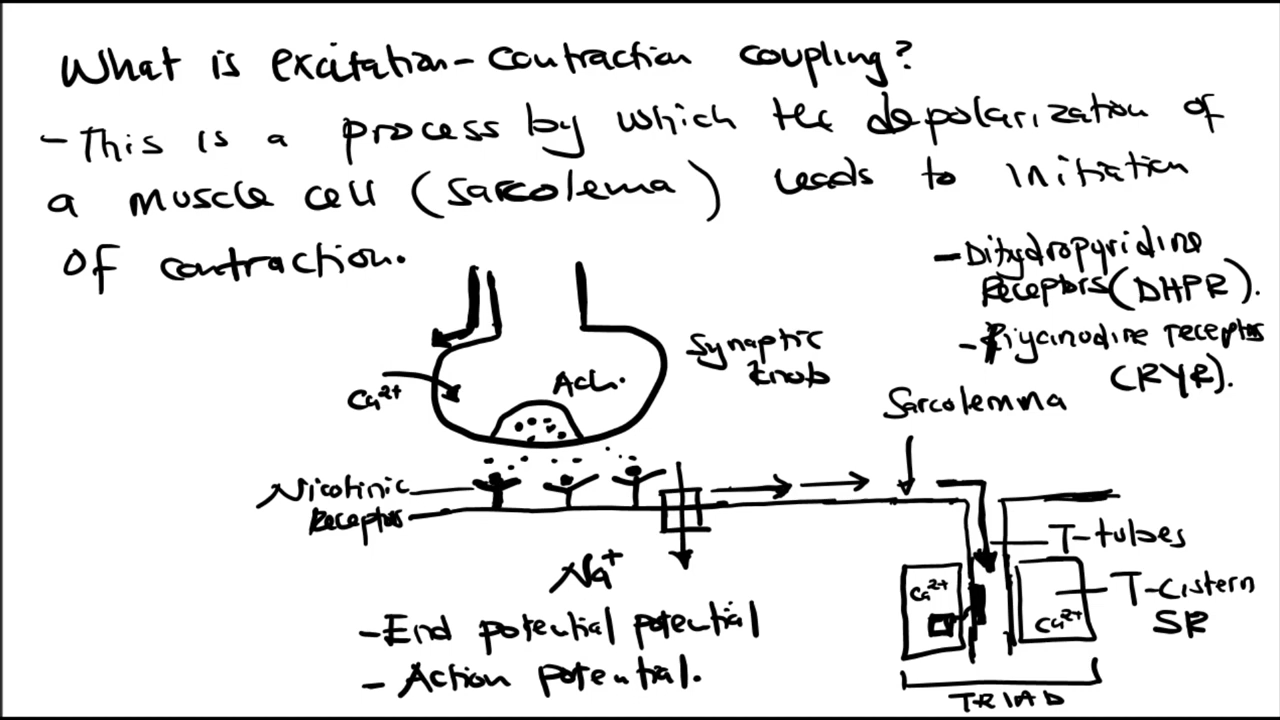 What is excitation-contraction coupling?
- This is a process by which the depolarization of
a muscle cell (sarcolema) leads to initiation
of contraction.
- Dihydropyridine
Receptors (DHPR).
- Riyanodine receptors
(RYR).
Synaptic
knob
Ca²⁺
Ach.
Sarcolemma
Nicotinic
Receptors
Na⁺
- End potential potential
- Action potential.
T-tubes
Ca²⁺
T-cistern
SR
Ca²⁺
TRIAD